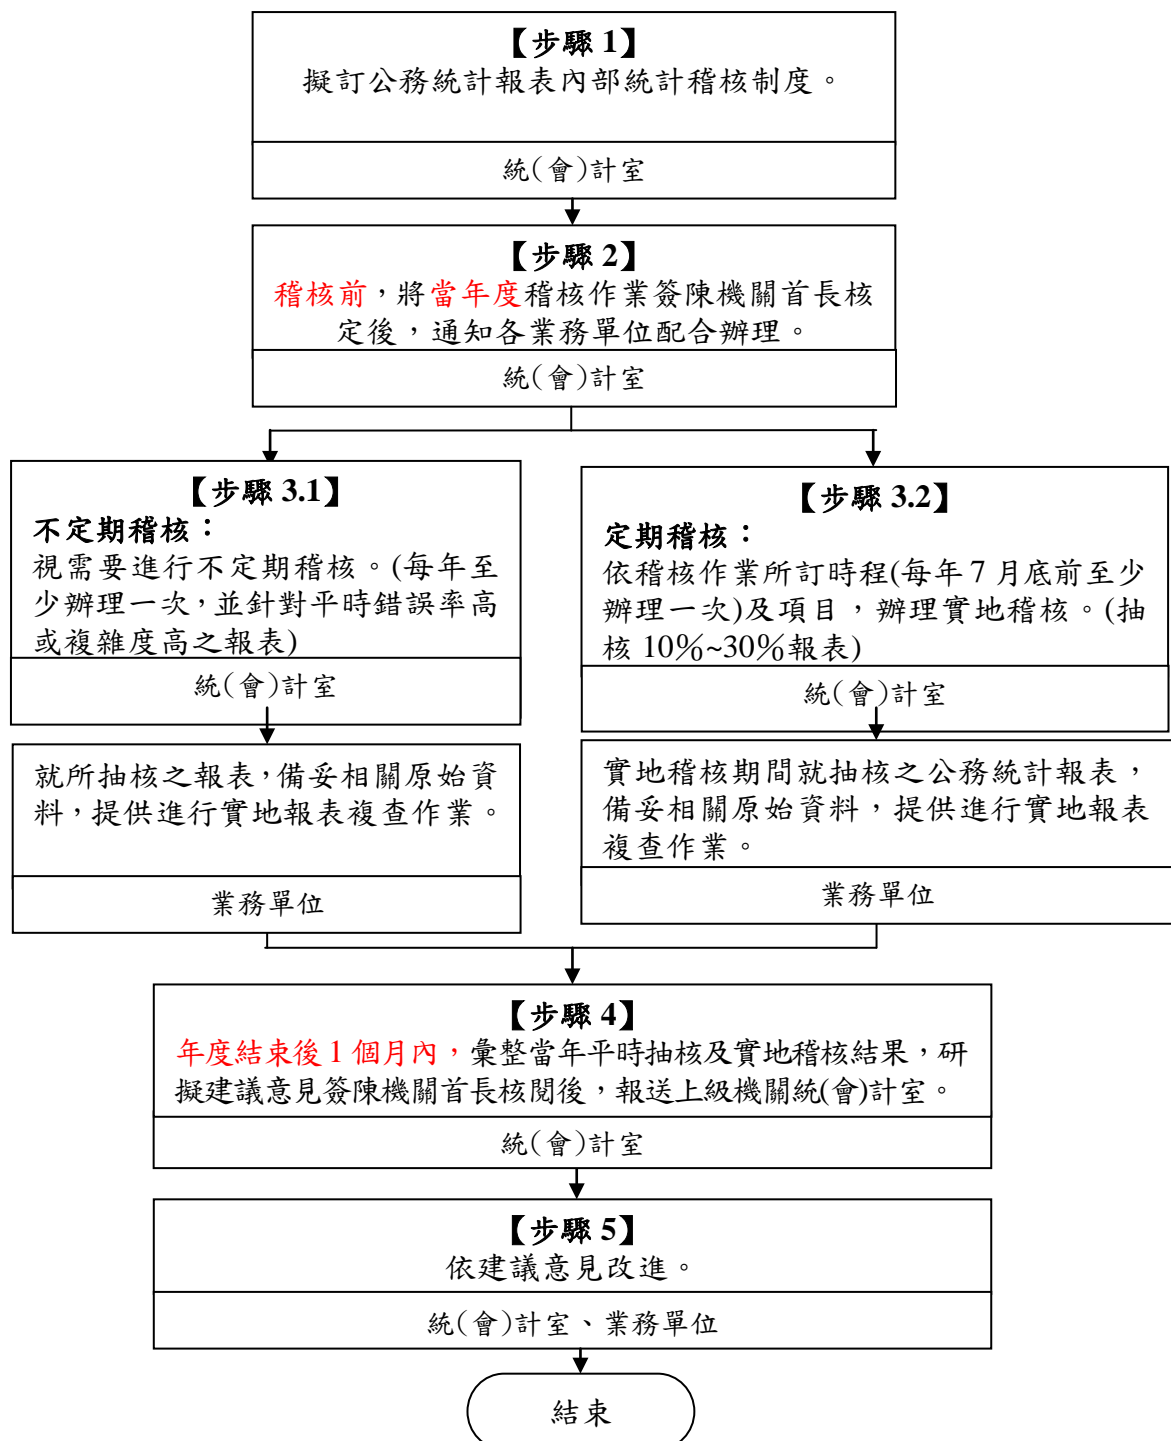 【步驟 1】
擬訂公務統計報表內部統計稽核制度。
統(會)計室
【步驟 2】
稽核前，將當年度稽核作業簽陳機關首長核
定後，通知各業務單位配合辦理。
統(會)計室
【步驟 3.1】
不定期稽核：
視需要進行不定期稽核。(每年至
少辦理一次，並針對平時錯誤率高
或複雜度高之報表)
統(會)計室
就所抽核之報表，備妥相關原始資
料，提供進行實地報表複查作業。
業務單位
【步驟 3.2】
定期稽核：
依稽核作業所訂時程(每年 7 月底前至少
辦理一次)及項目，辦理實地稽核。(抽
核 10%~30%報表)
統(會)計室
實地稽核期間就抽核之公務統計報表，
備妥相關原始資料，提供進行實地報表
複查作業。
業務單位
【步驟 4】
年度結束後 1 個月內，彙整當年平時抽核及實地稽核結果，研
擬建議意見簽陳機關首長核閱後，報送上級機關統(會)計室。
統(會)計室
【步驟 5】
依建議意見改進。
統(會)計室、業務單位
結束